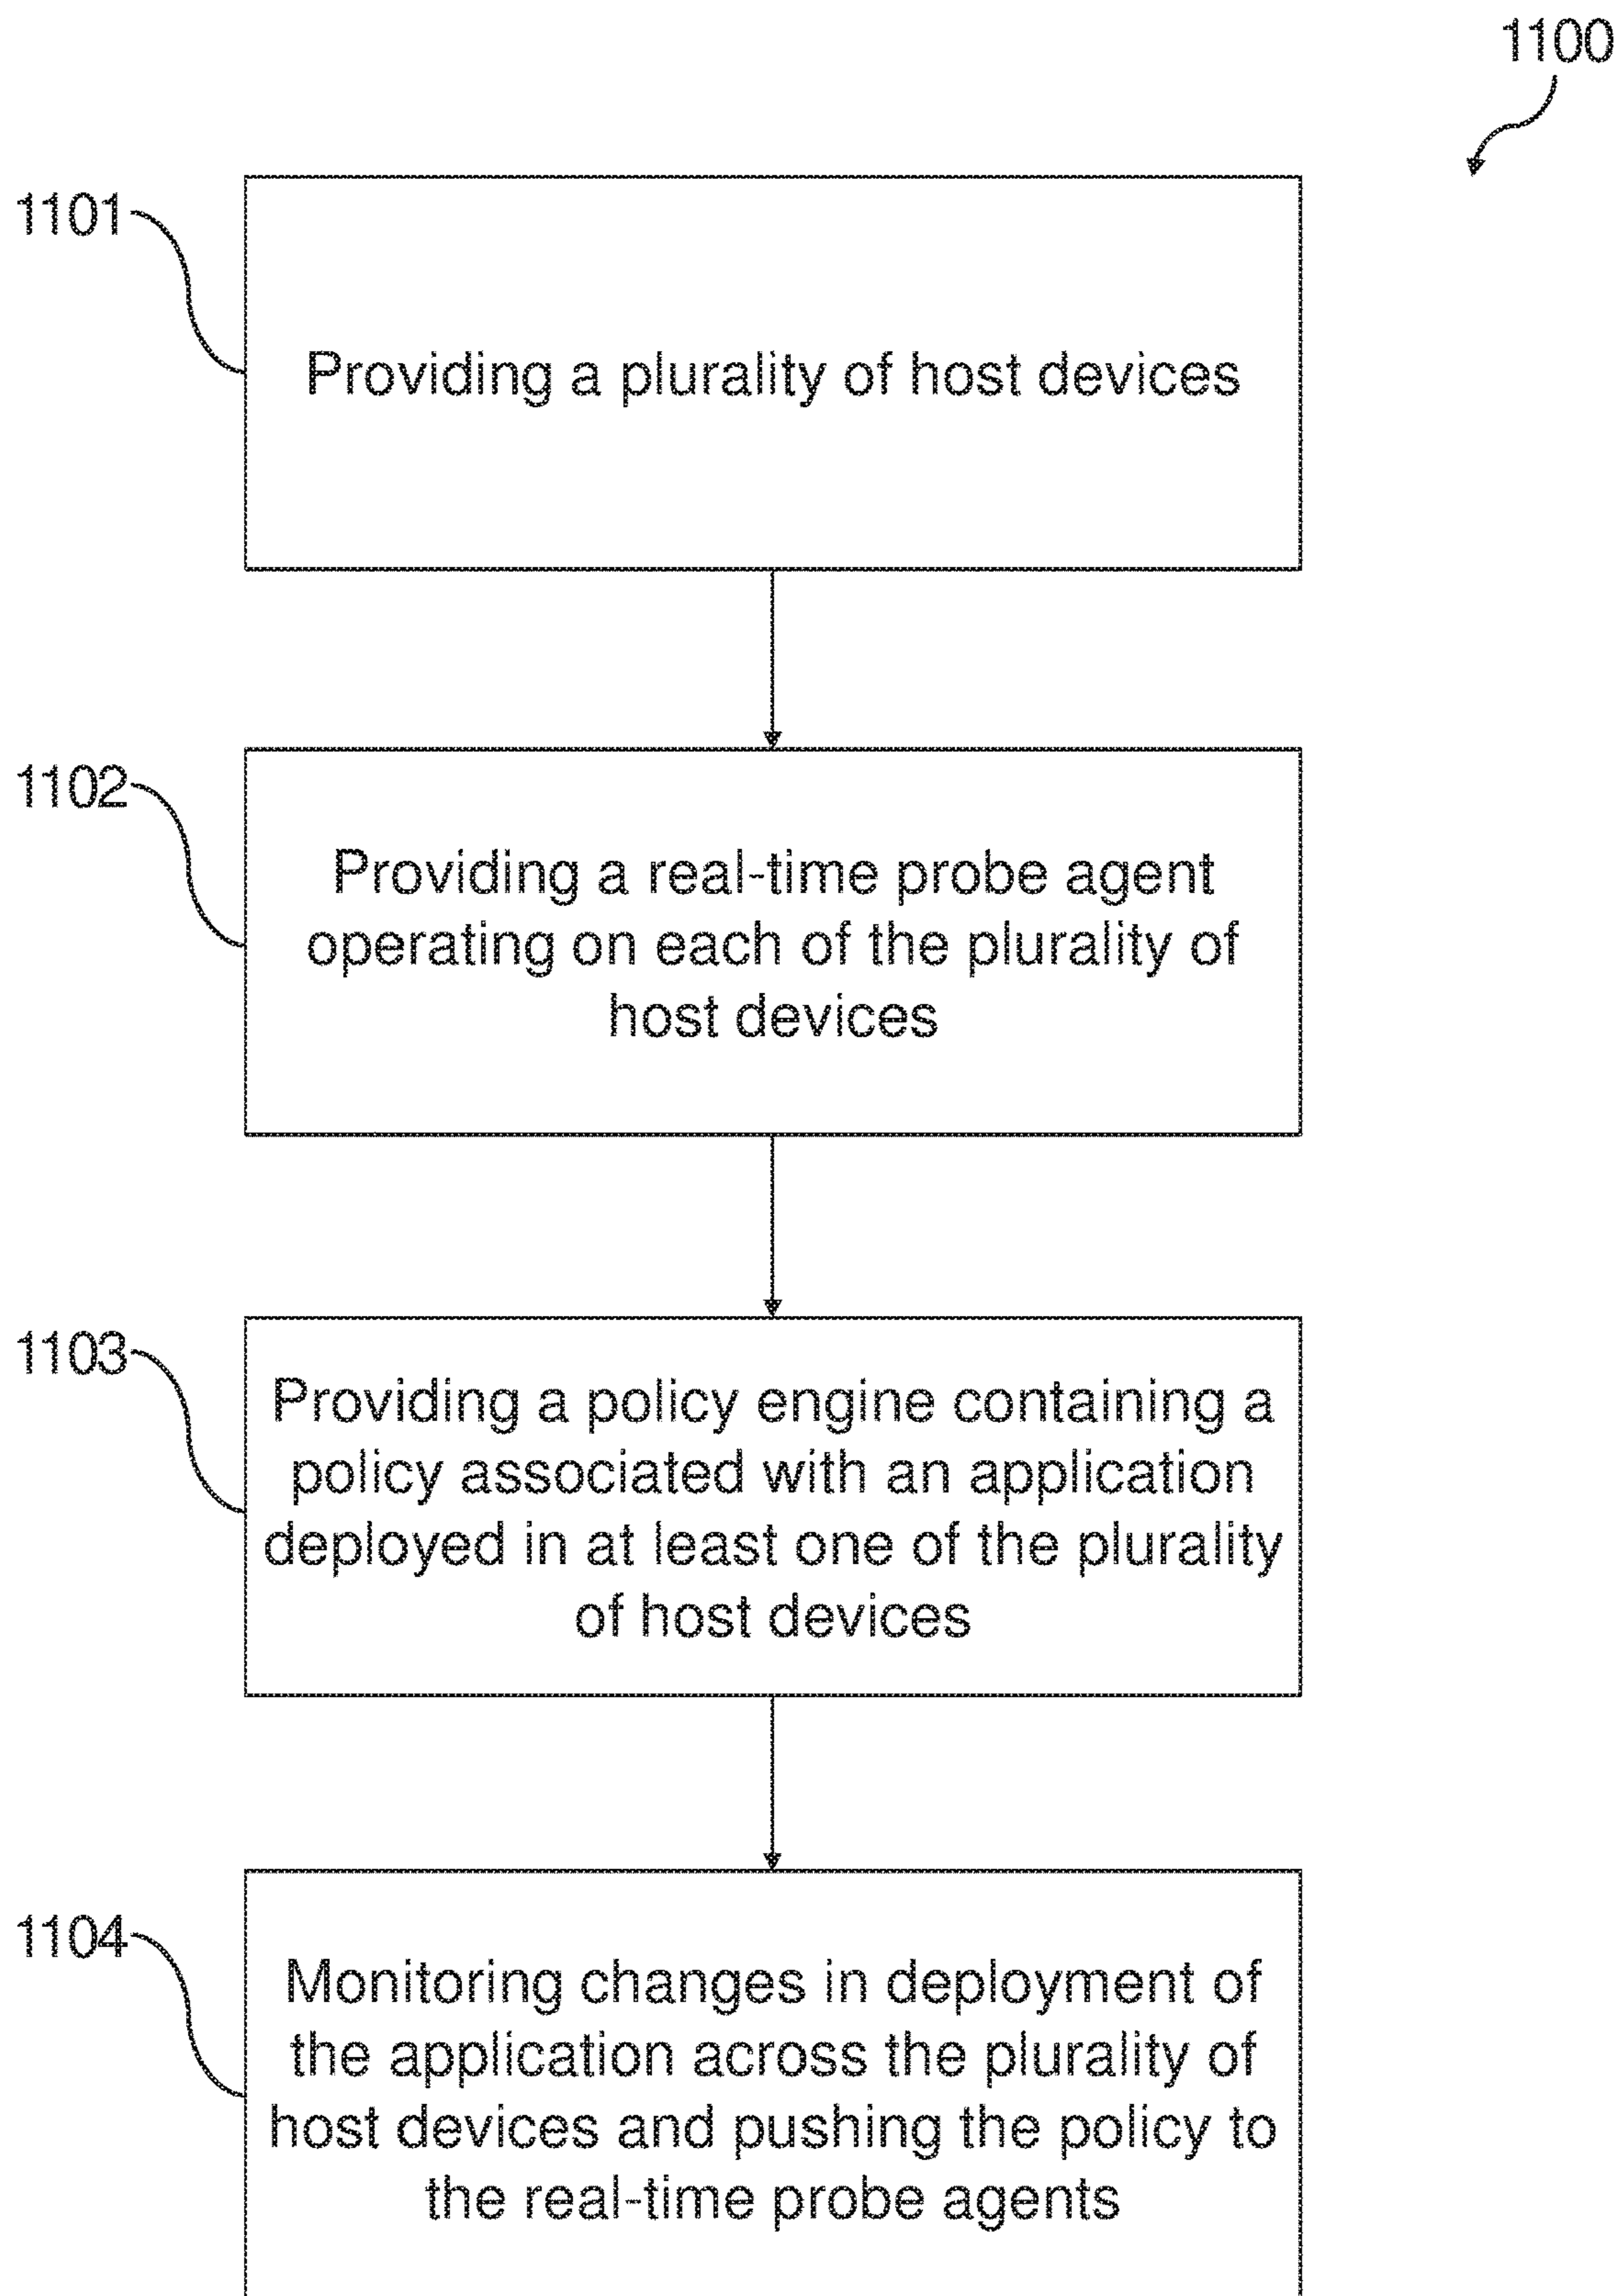 1100
1101
Providing a plurality of host devices
1102
Providing a real-time probe agent
operating on each of the plurality of
host devices
1103
Providing a policy engine containing a
policy associated with an application
deployed in at least one of the plurality
of host devices
1104
Monitoring changes in deployment of
the application across the plurality of
host devices and pushing the policy to
the real-time probe agents